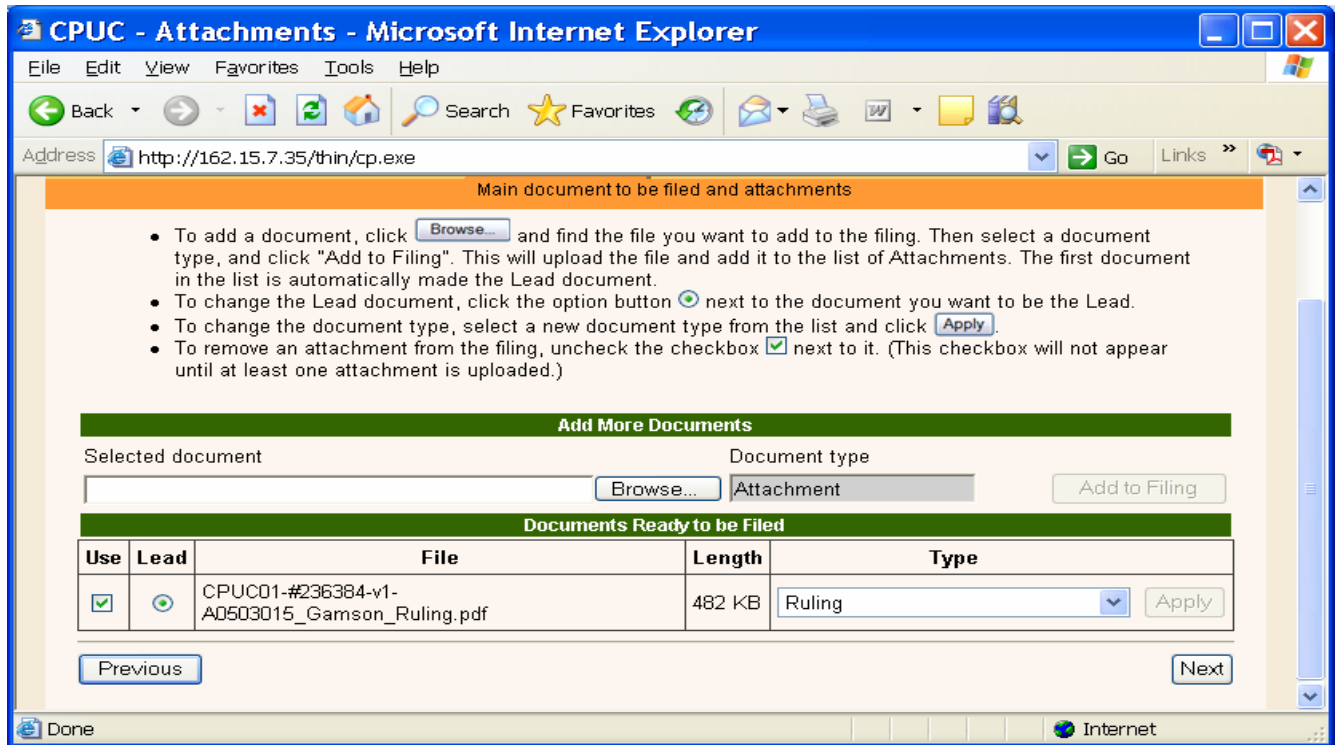 CPUC - Attachments - Microsoft Internet Explorer
File Edit View Favorites Tools Help
Back Search Favorites
Address http://162.15.7.35/thin/cp.exe Go Links »
Main document to be filed and attachments
• To add a document, click Browse... and find the file you want to add to the filing. Then select a document
type, and click "Add to Filing". This will upload the file and add it to the list of Attachments. The first document
in the list is automatically made the Lead document.
• To change the Lead document, click the option button next to the document you want to be the Lead.
• To change the document type, select a new document type from the list and click Apply.
• To remove an attachment from the filing, uncheck the checkbox next to it. (This checkbox will not appear
until at least one attachment is uploaded.)
Add More Documents
Selected document Document type
Browse... Attachment Add to Filing
Documents Ready to be Filed
Use Lead File Length Type
CPUC01-#236384-v1-
A0503015_Gamson_Ruling.pdf 482 KB Ruling Apply
Previous Next
Done Internet